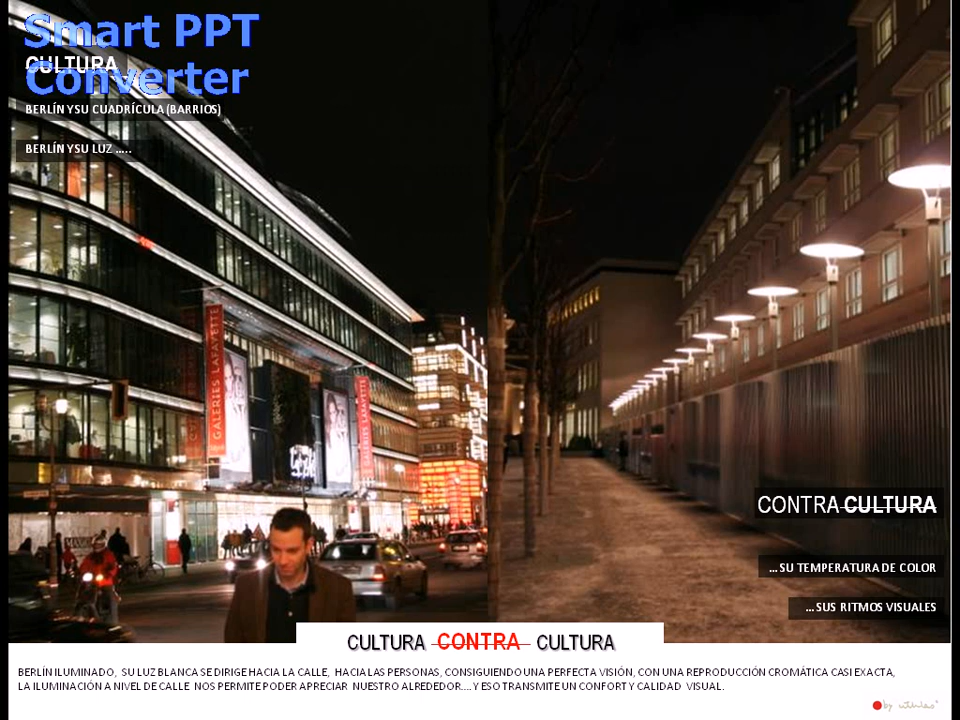 Smart PPT
CULTURA
Converter
BERLÍN Y SU CUADRÍCULA (BARRIOS)
BERLÍN Y SU LUZ .....
GALERIES LAFAYETTE
GALERIES LAFAYETTE
CONTRA CULTURA
... SU TEMPERATURA DE COLOR
... SUS RITMOS VISUALES
CULTURA CONTRA CULTURA
BERLÍN ILUMINADO, SU LUZ BLANCA SE DIRIGE HACIA LA CALLE, HACIA LAS PERSONAS, CONSIGUIENDO UNA PERFECTA VISIÓN, CON UNA REPRODUCCIÓN CROMÁTICA CASI EXACTA,
LA ILUMINACIÓN A NIVEL DE CALLE NOS PERMITE PODER APRECIAR NUESTRO ALREDEDOR.... Y ESO TRANSMITE UN CONFORT Y CALIDAD VISUAL.
by